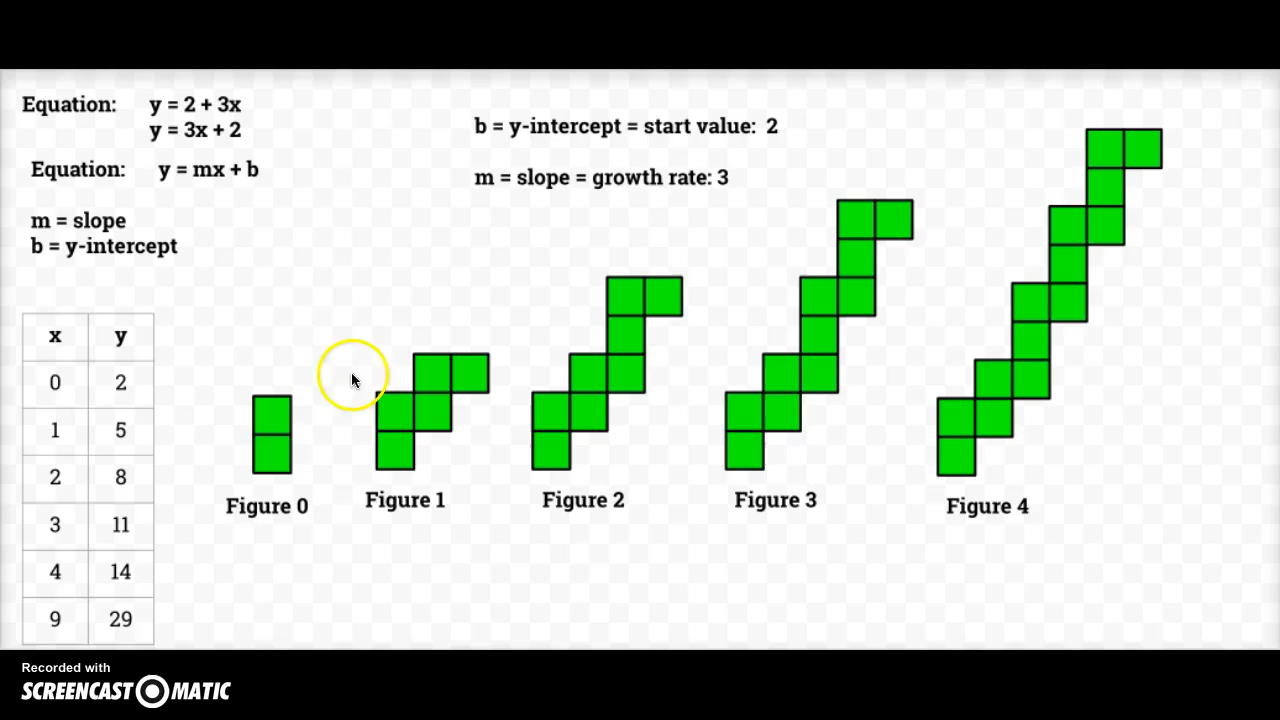 Equation: y = 2 + 3x
y = 3x + 2
Equation: y = mx + b
m = slope
b = y-intercept
b = y-intercept = start value: 2
m = slope = growth rate: 3
x y
0 2
1 5
2 8
3 11
4 14
9 29
Figure 0
Figure 1
Figure 2
Figure 3
Figure 4
Recorded with
SCREENCAST MATIC